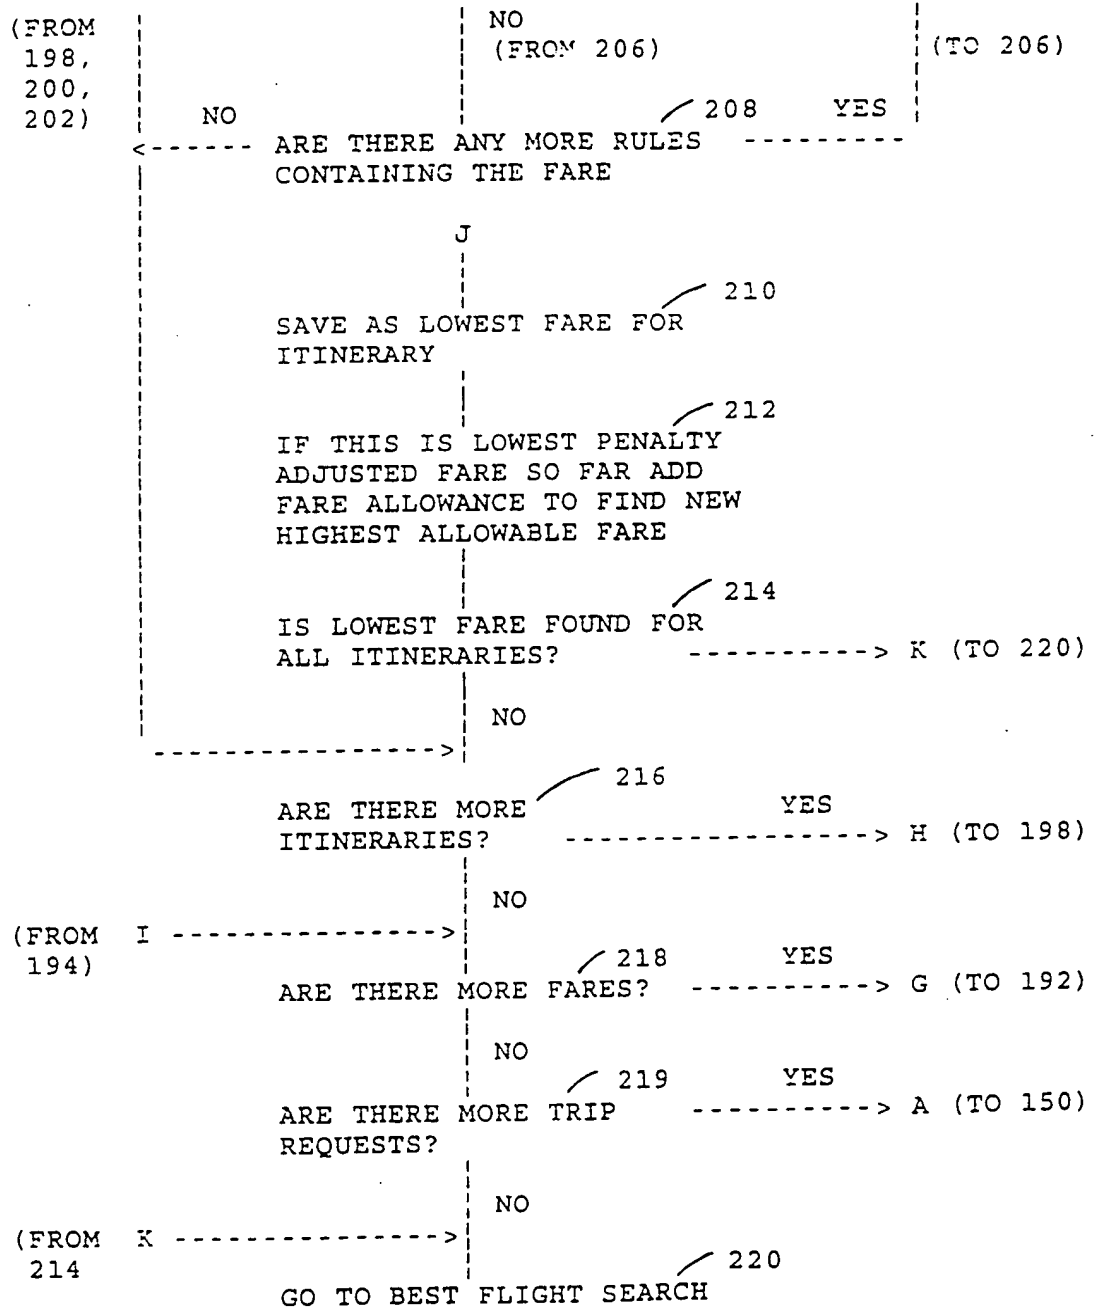 (FROM
198,
200,
202)
NO
(FROM 206)
(TO 206)
NO
208
YES
ARE THERE ANY MORE RULES
CONTAINING THE FARE
J
210
SAVE AS LOWEST FARE FOR
ITINERARY
212
IF THIS IS LOWEST PENALTY
ADJUSTED FARE SO FAR ADD
FARE ALLOWANCE TO FIND NEW
HIGHEST ALLOWABLE FARE
214
IS LOWEST FARE FOUND FOR
ALL ITINERARIES?
K (TO 220)
NO
216
ARE THERE MORE
ITINERARIES?
YES
H (TO 198)
NO
(FROM I
194)
218
YES
ARE THERE MORE FARES?
G (TO 192)
NO
219
YES
ARE THERE MORE TRIP
REQUESTS?
A (TO 150)
NO
(FROM K
214
220
GO TO BEST FLIGHT SEARCH